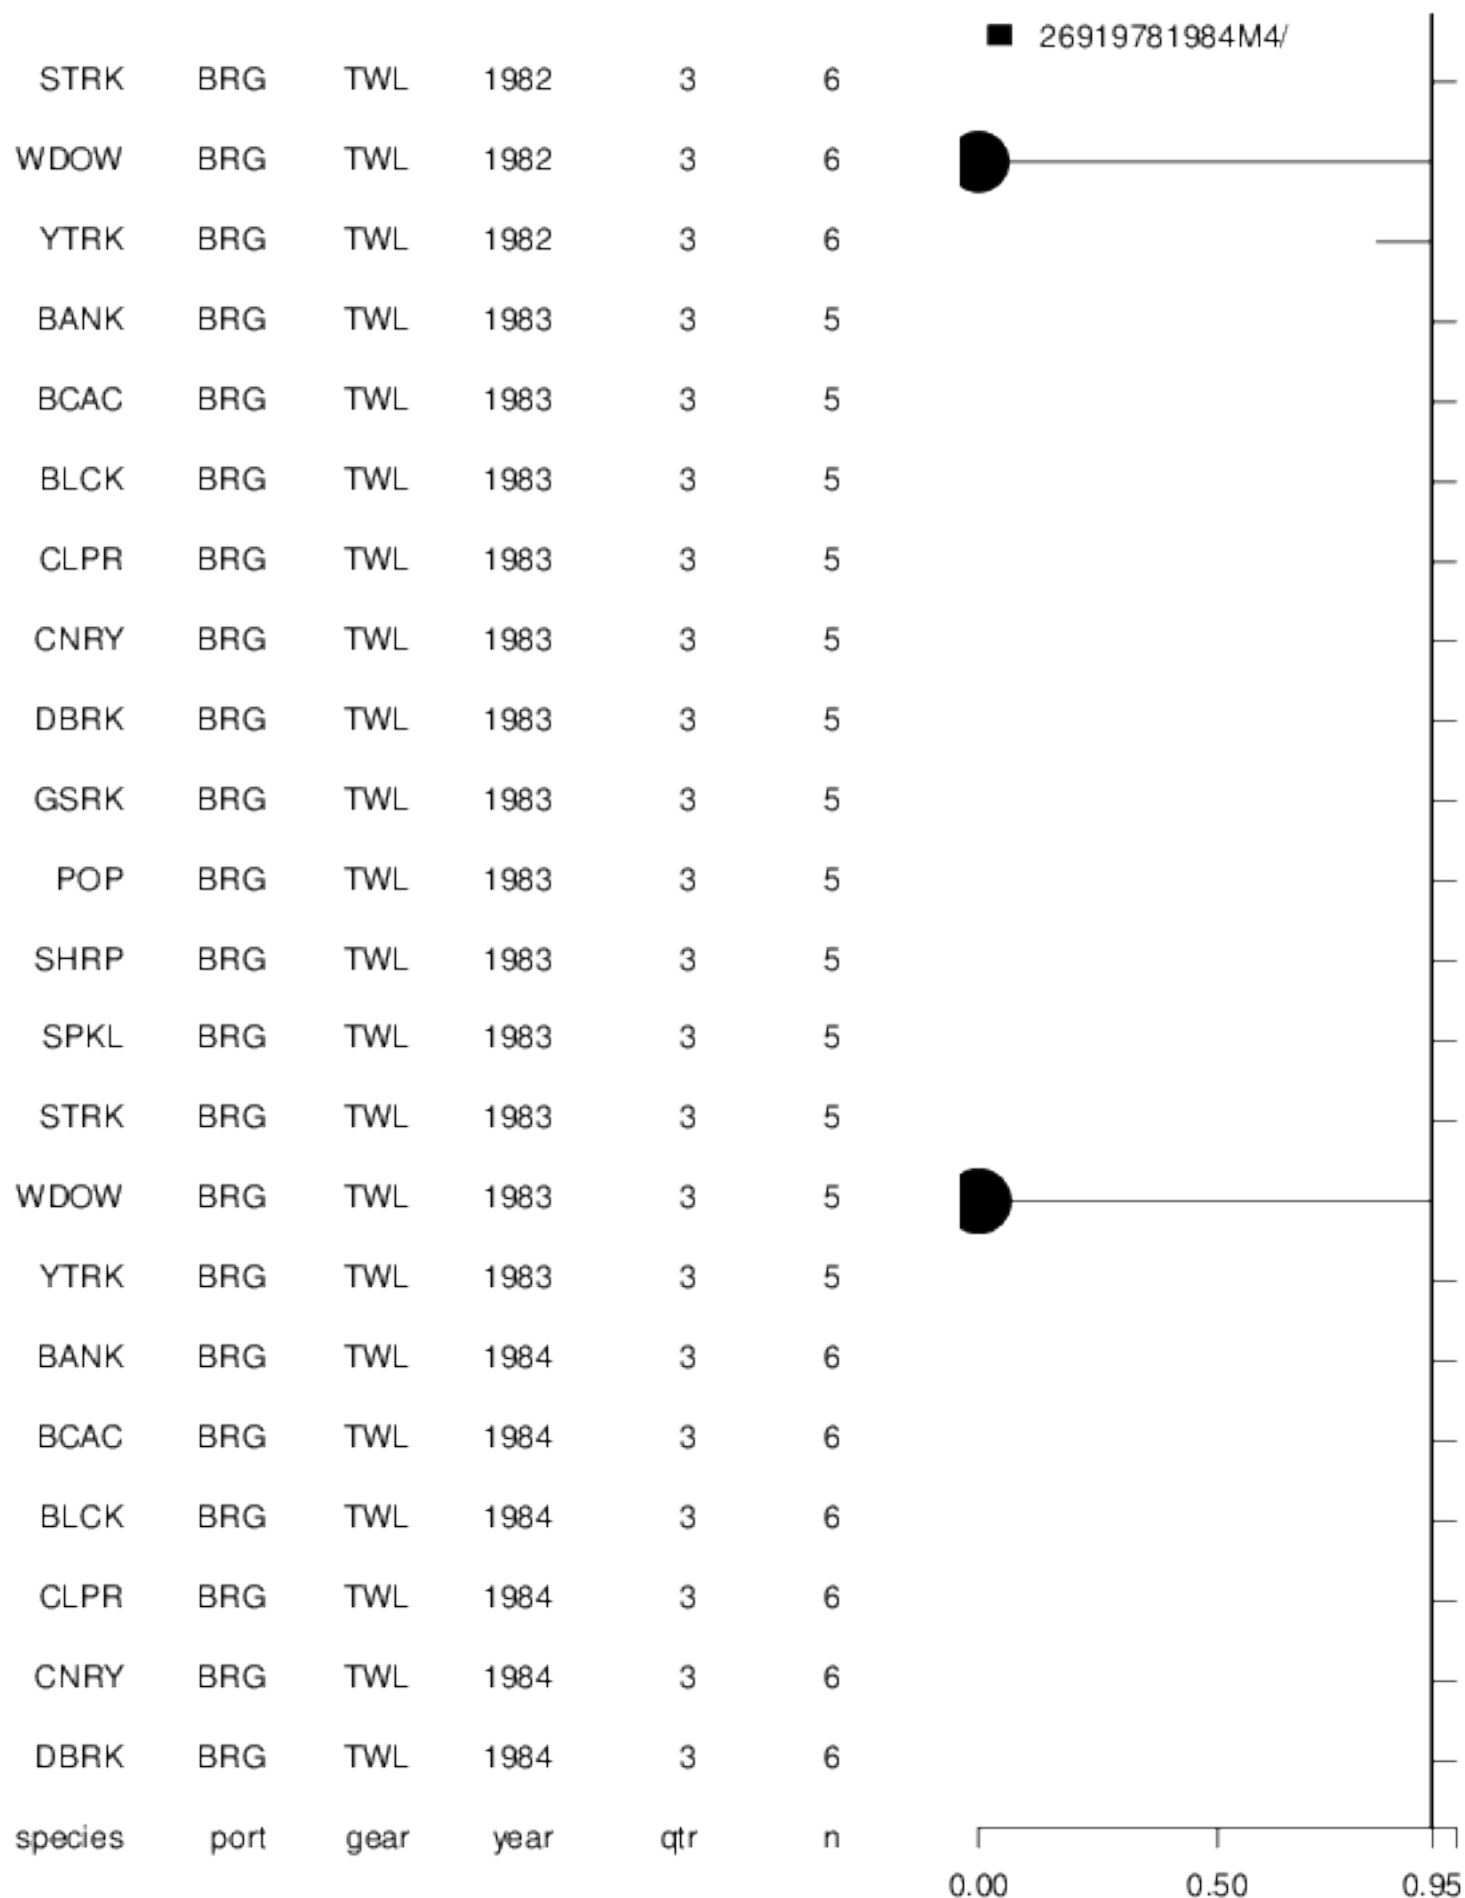 26919781984M4/
STRK BRG TWL 1982 3 6
WDOW BRG TWL 1982 3 6
YTRK BRG TWL 1982 3 6
BANK BRG TWL 1983 3 5
BCAC BRG TWL 1983 3 5
BLCK BRG TWL 1983 3 5
CLPR BRG TWL 1983 3 5
CNRY BRG TWL 1983 3 5
DBRK BRG TWL 1983 3 5
GSRK BRG TWL 1983 3 5
POP BRG TWL 1983 3 5
SHRP BRG TWL 1983 3 5
SPKL BRG TWL 1983 3 5
STRK BRG TWL 1983 3 5
WDOW BRG TWL 1983 3 5
YTRK BRG TWL 1983 3 5
BANK BRG TWL 1984 3 6
BCAC BRG TWL 1984 3 6
BLCK BRG TWL 1984 3 6
CLPR BRG TWL 1984 3 6
CNRY BRG TWL 1984 3 6
DBRK BRG TWL 1984 3 6
species port gear year qtr n
0.00 0.50 0.95